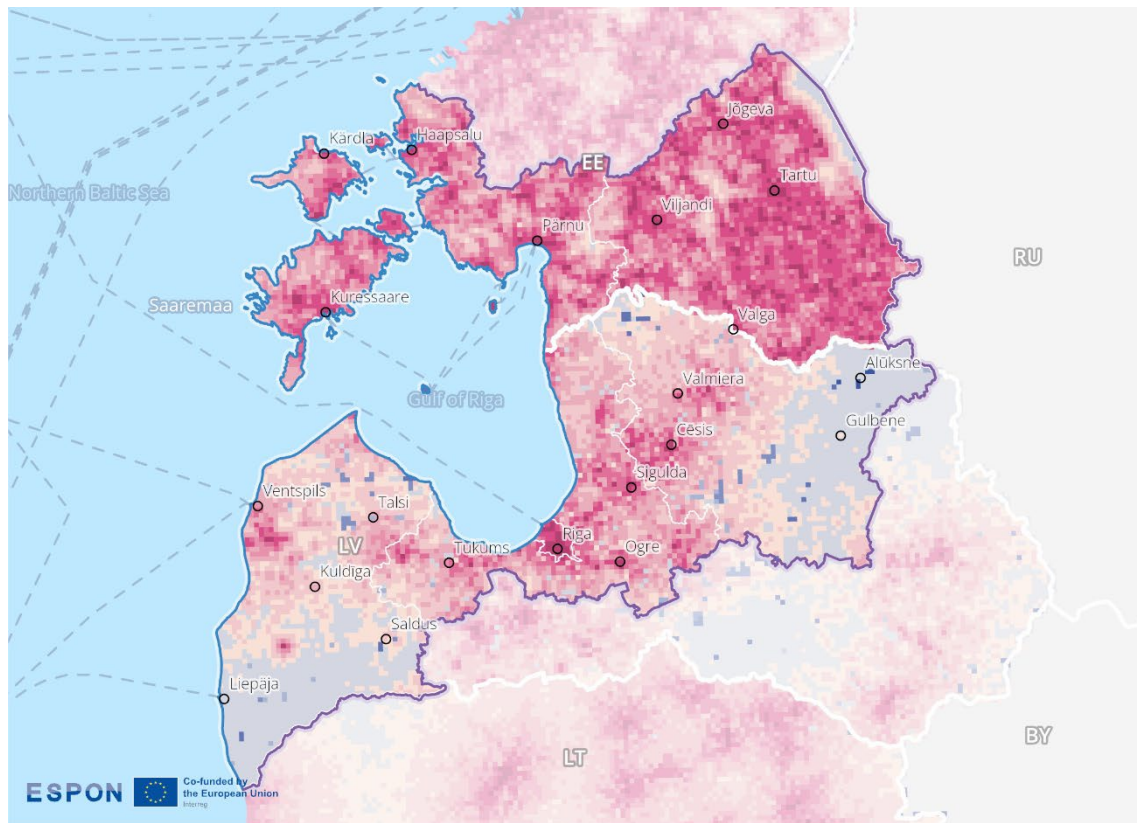 Jõgeva
Kärdla
Haapsalu
EE
Northern Baltic Sea
Tartu
Viljandi
Pärnu
RU
Saaremaa
Kuressaare
Valga
Alūksne
Valmiera
Gulf of Riga
Gulbene
Cēsis
Sigulda
Ventspils
Talsi
LV
Riga
Tukums
Ogre
Kuldīga
Saldus
Liepāja
BY
LT
ESPON
Co-funded by
the European Union
Interreg